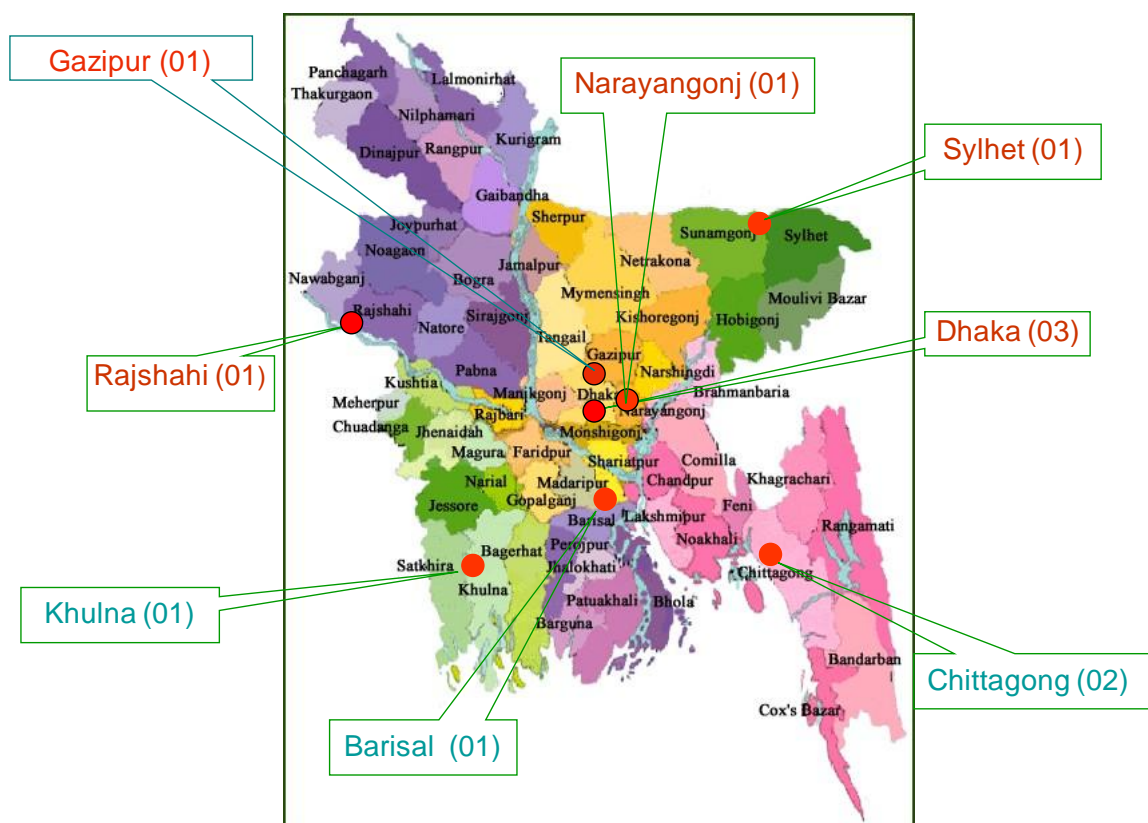 Gazipur (01)
Narayangonj (01)
Sylhet (01)
Dhaka (03)
Rajshahi (01)
Khulna (01)
Barisal (01)
Chittagong (02)
Panchagarh
Lalmonirhat
Thakurgaon
Nilphamari
Kurigram
Dinajpur
Rangpur
Gaibandha
Sherpur
Joypurhat
Sunamgonj
Sylhet
Noagaon
Jamalpur
Netrakona
Nawabganj
Bogra
Mymensingh
Moulivi Bazar
Rajshahi
Sirajgonj
Kishoregonj
Hobigonj
Natore
Tangail
Gazipur
Pabna
Narshingdi
Kushtia
Manikgonj
Dhaka
Brahmanbaria
Meherpur
Rajbari
Narayangonj
Chuadanga
Jhenaidah
Monshigonj
Magura
Faridpur
Shariatpur
Comilla
Khagrachari
Narial
Madaripur
Chandpur
Jessore
Gopalganj
Feni
Barisal
Lakshmipur
Rangamati
Noakhali
Perojpur
Bagerhat
Satkhira
Jhalokhati
Chittagong
Khulna
Patuakhali
Bhola
Barguna
Bandarban
Cox's Bazar